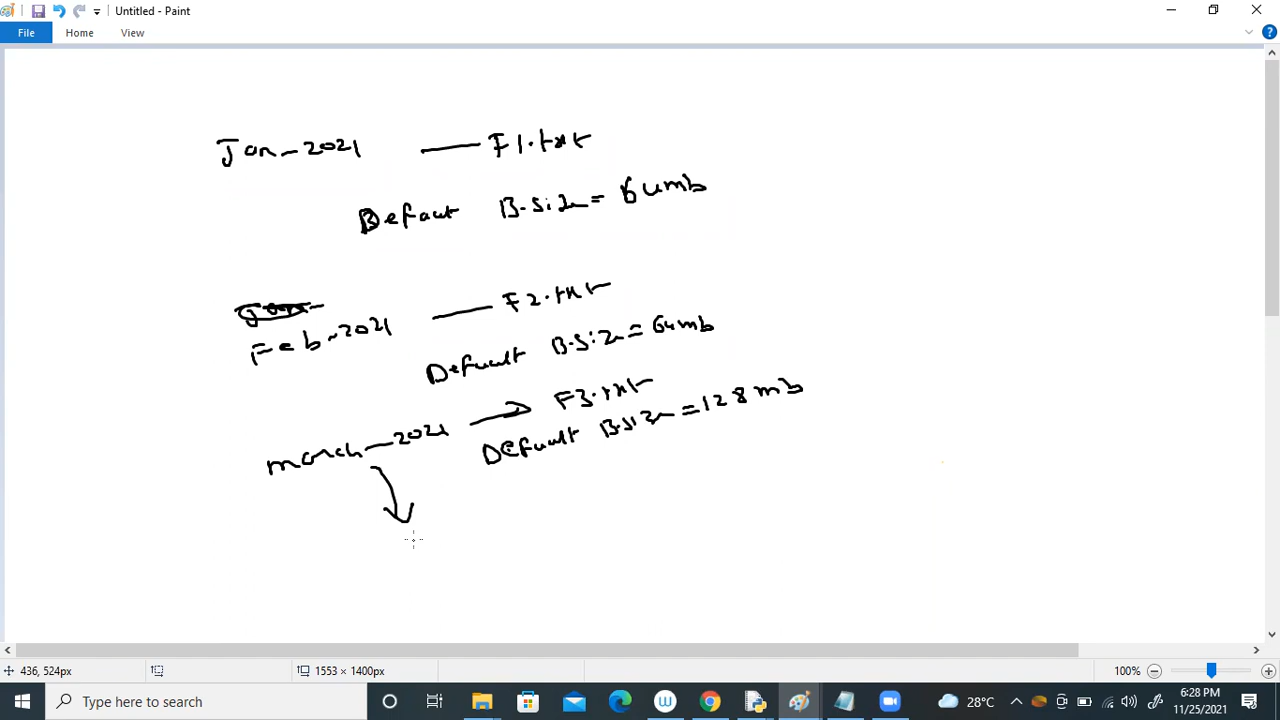 Untitled - Paint
File Home View
Jan - 2021 — F1.txt
Defaut B.size = 64mb
Feb - 2021 — F2.txt
Default B.size = 64mb
march — 2021 → F3.txt
Default B.size = 128 mb
436, 524px 1553 × 1400px 100%
Type here to search
28°C
6:28 PM
11/25/2021